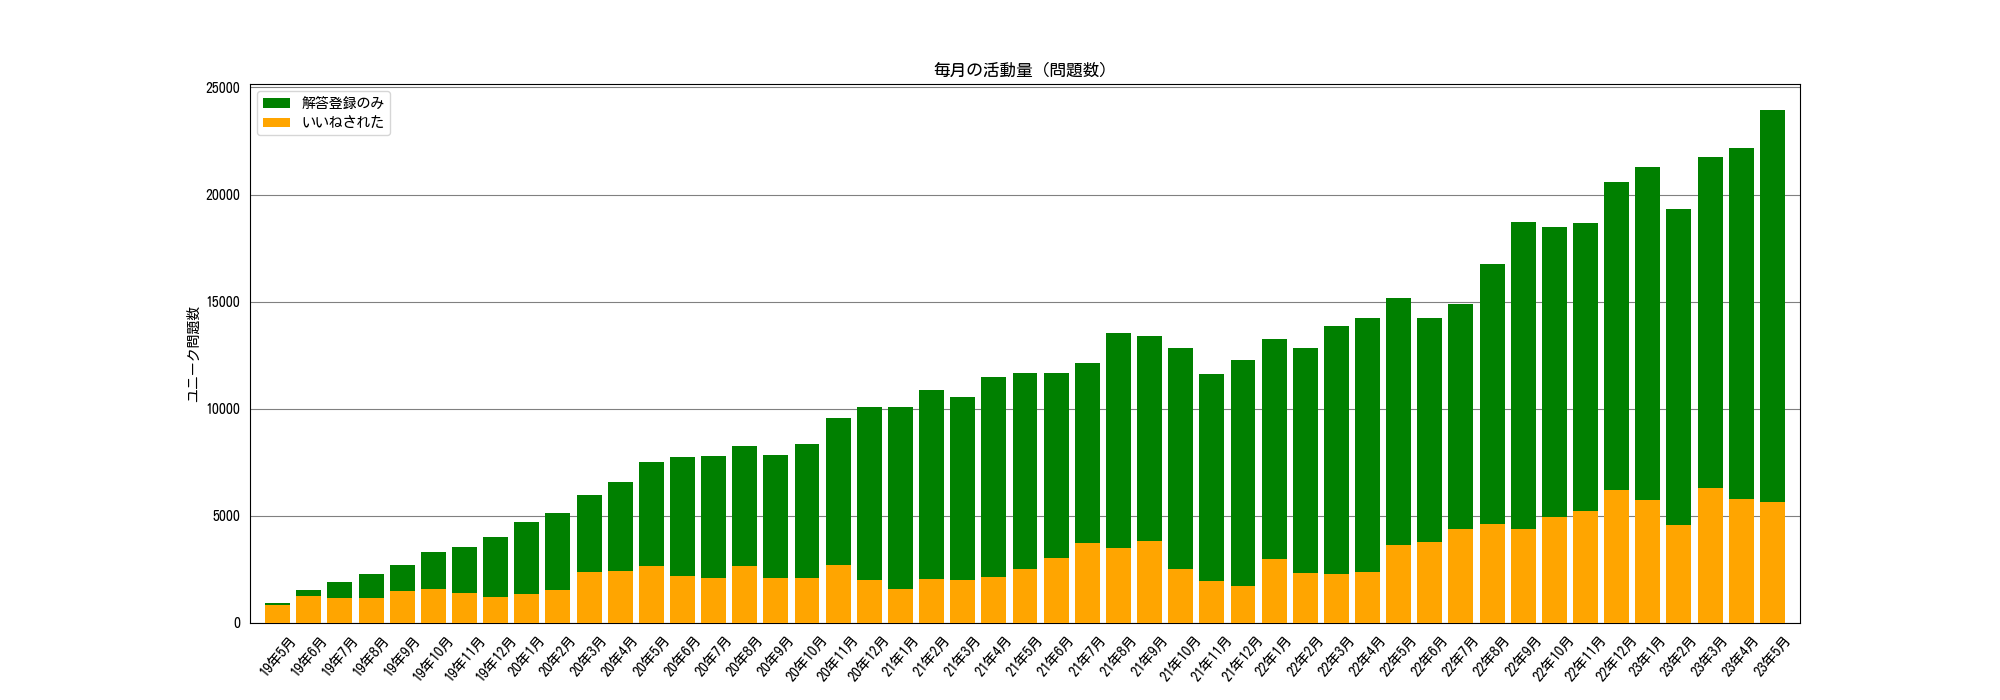 毎月の活動量（問題数）
25000
20000
15000
10000
5000
0
ユニーク問題数
解答登録のみ
いいねされた
19年5月
19年6月
19年7月
19年8月
19年9月
19年10月
19年11月
19年12月
20年1月
20年2月
20年3月
20年4月
20年5月
20年6月
20年7月
20年8月
20年9月
20年10月
20年11月
20年12月
21年1月
21年2月
21年3月
21年4月
21年5月
21年6月
21年7月
21年8月
21年9月
21年10月
21年11月
21年12月
22年1月
22年2月
22年3月
22年4月
22年5月
22年6月
22年7月
22年8月
22年9月
22年10月
22年11月
22年12月
23年1月
23年2月
23年3月
23年4月
23年5月